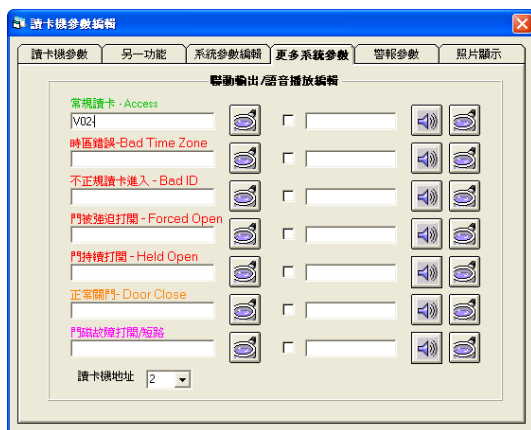 讀卡機參數編輯
讀卡機參數 另一功能 系統參數編輯 更多系統參數 警報參數 照片顯示
聯動輸出/語音播放編輯
常規讀卡 - Access
V02-
時區錯誤-Bad Time Zone
不正規讀卡進入 - Bad ID
門被強迫打開 - Forced Open
門持續打開 - Held Open
正常關門- Door Close
門磁故障打開/短路
讀卡機地址 2